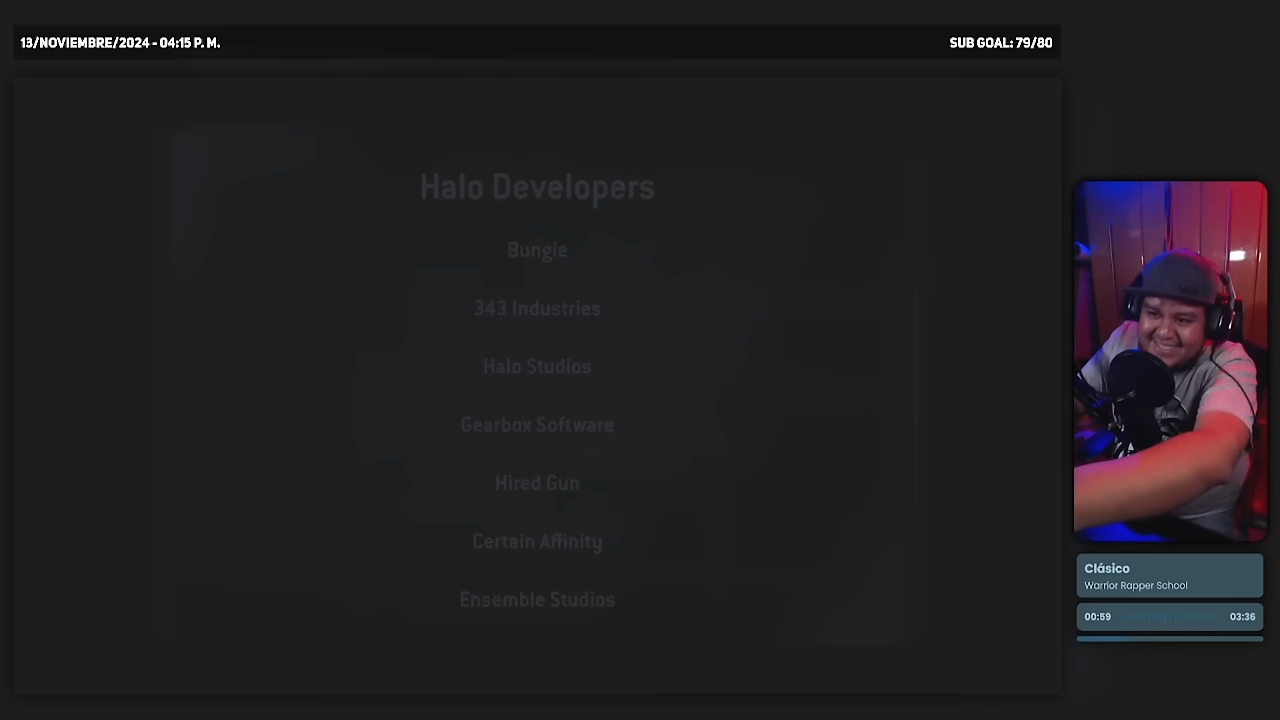 13/NOVIEMBRE/2024 - 04:15 P. M.
SUB GOAL: 79/80
Halo Developers
Bungie
343 Industries
Halo Studios
Gearbox Software
Hired Gun
Certain Affinity
Ensemble Studios
Clásico
Warrior Rapper School
00:59
03:36